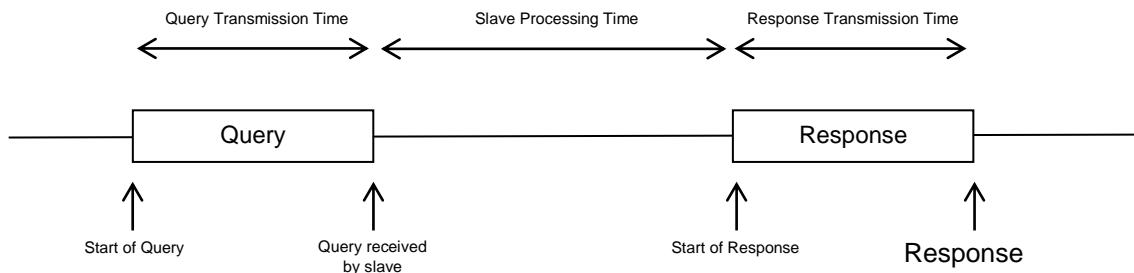 Query Transmission Time
Slave Processing Time
Response Transmission Time
Query
Response
Start of Query
Query received
by slave
Start of Response
Response